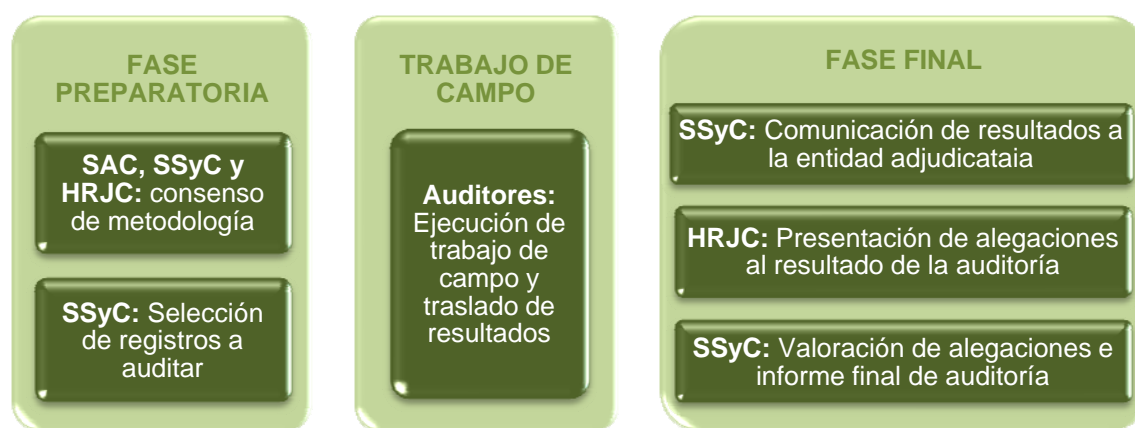 FASE
PREPARATORIA
SAC, SSyC y
HRJC: consenso
de metodología
SSyC: Selección
de registros a
auditar
TRABAJO DE
CAMPO
Auditores:
Ejecución de
trabajo de
campo y
traslado de
resultados
FASE FINAL
SSyC: Comunicación de resultados a
la entidad adjudicataia
HRJC: Presentación de alegaciones
al resultado de la auditoría
SSyC: Valoración de alegaciones e
informe final de auditoría